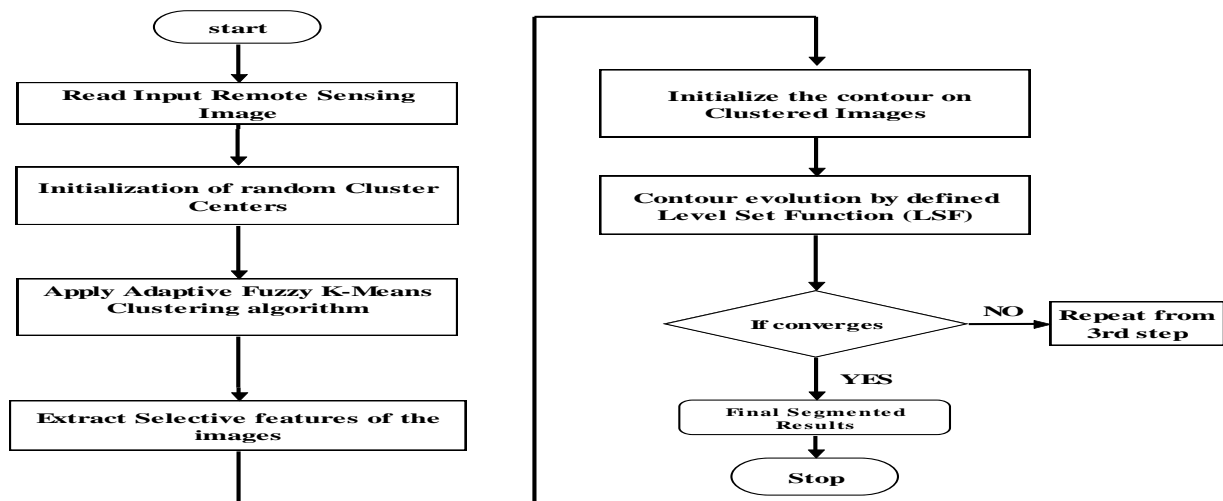 start
Read Input Remote Sensing
Image
Initialization of random Cluster
Centers
Apply Adaptive Fuzzy K-Means
Clustering algorithm
Extract Selective features of the
images
Initialize the contour on
Clustered Images
Contour evolution by defined
Level Set Function (LSF)
If converges
NO
Repeat from
3rd step
YES
Final Segmented
Results
Stop